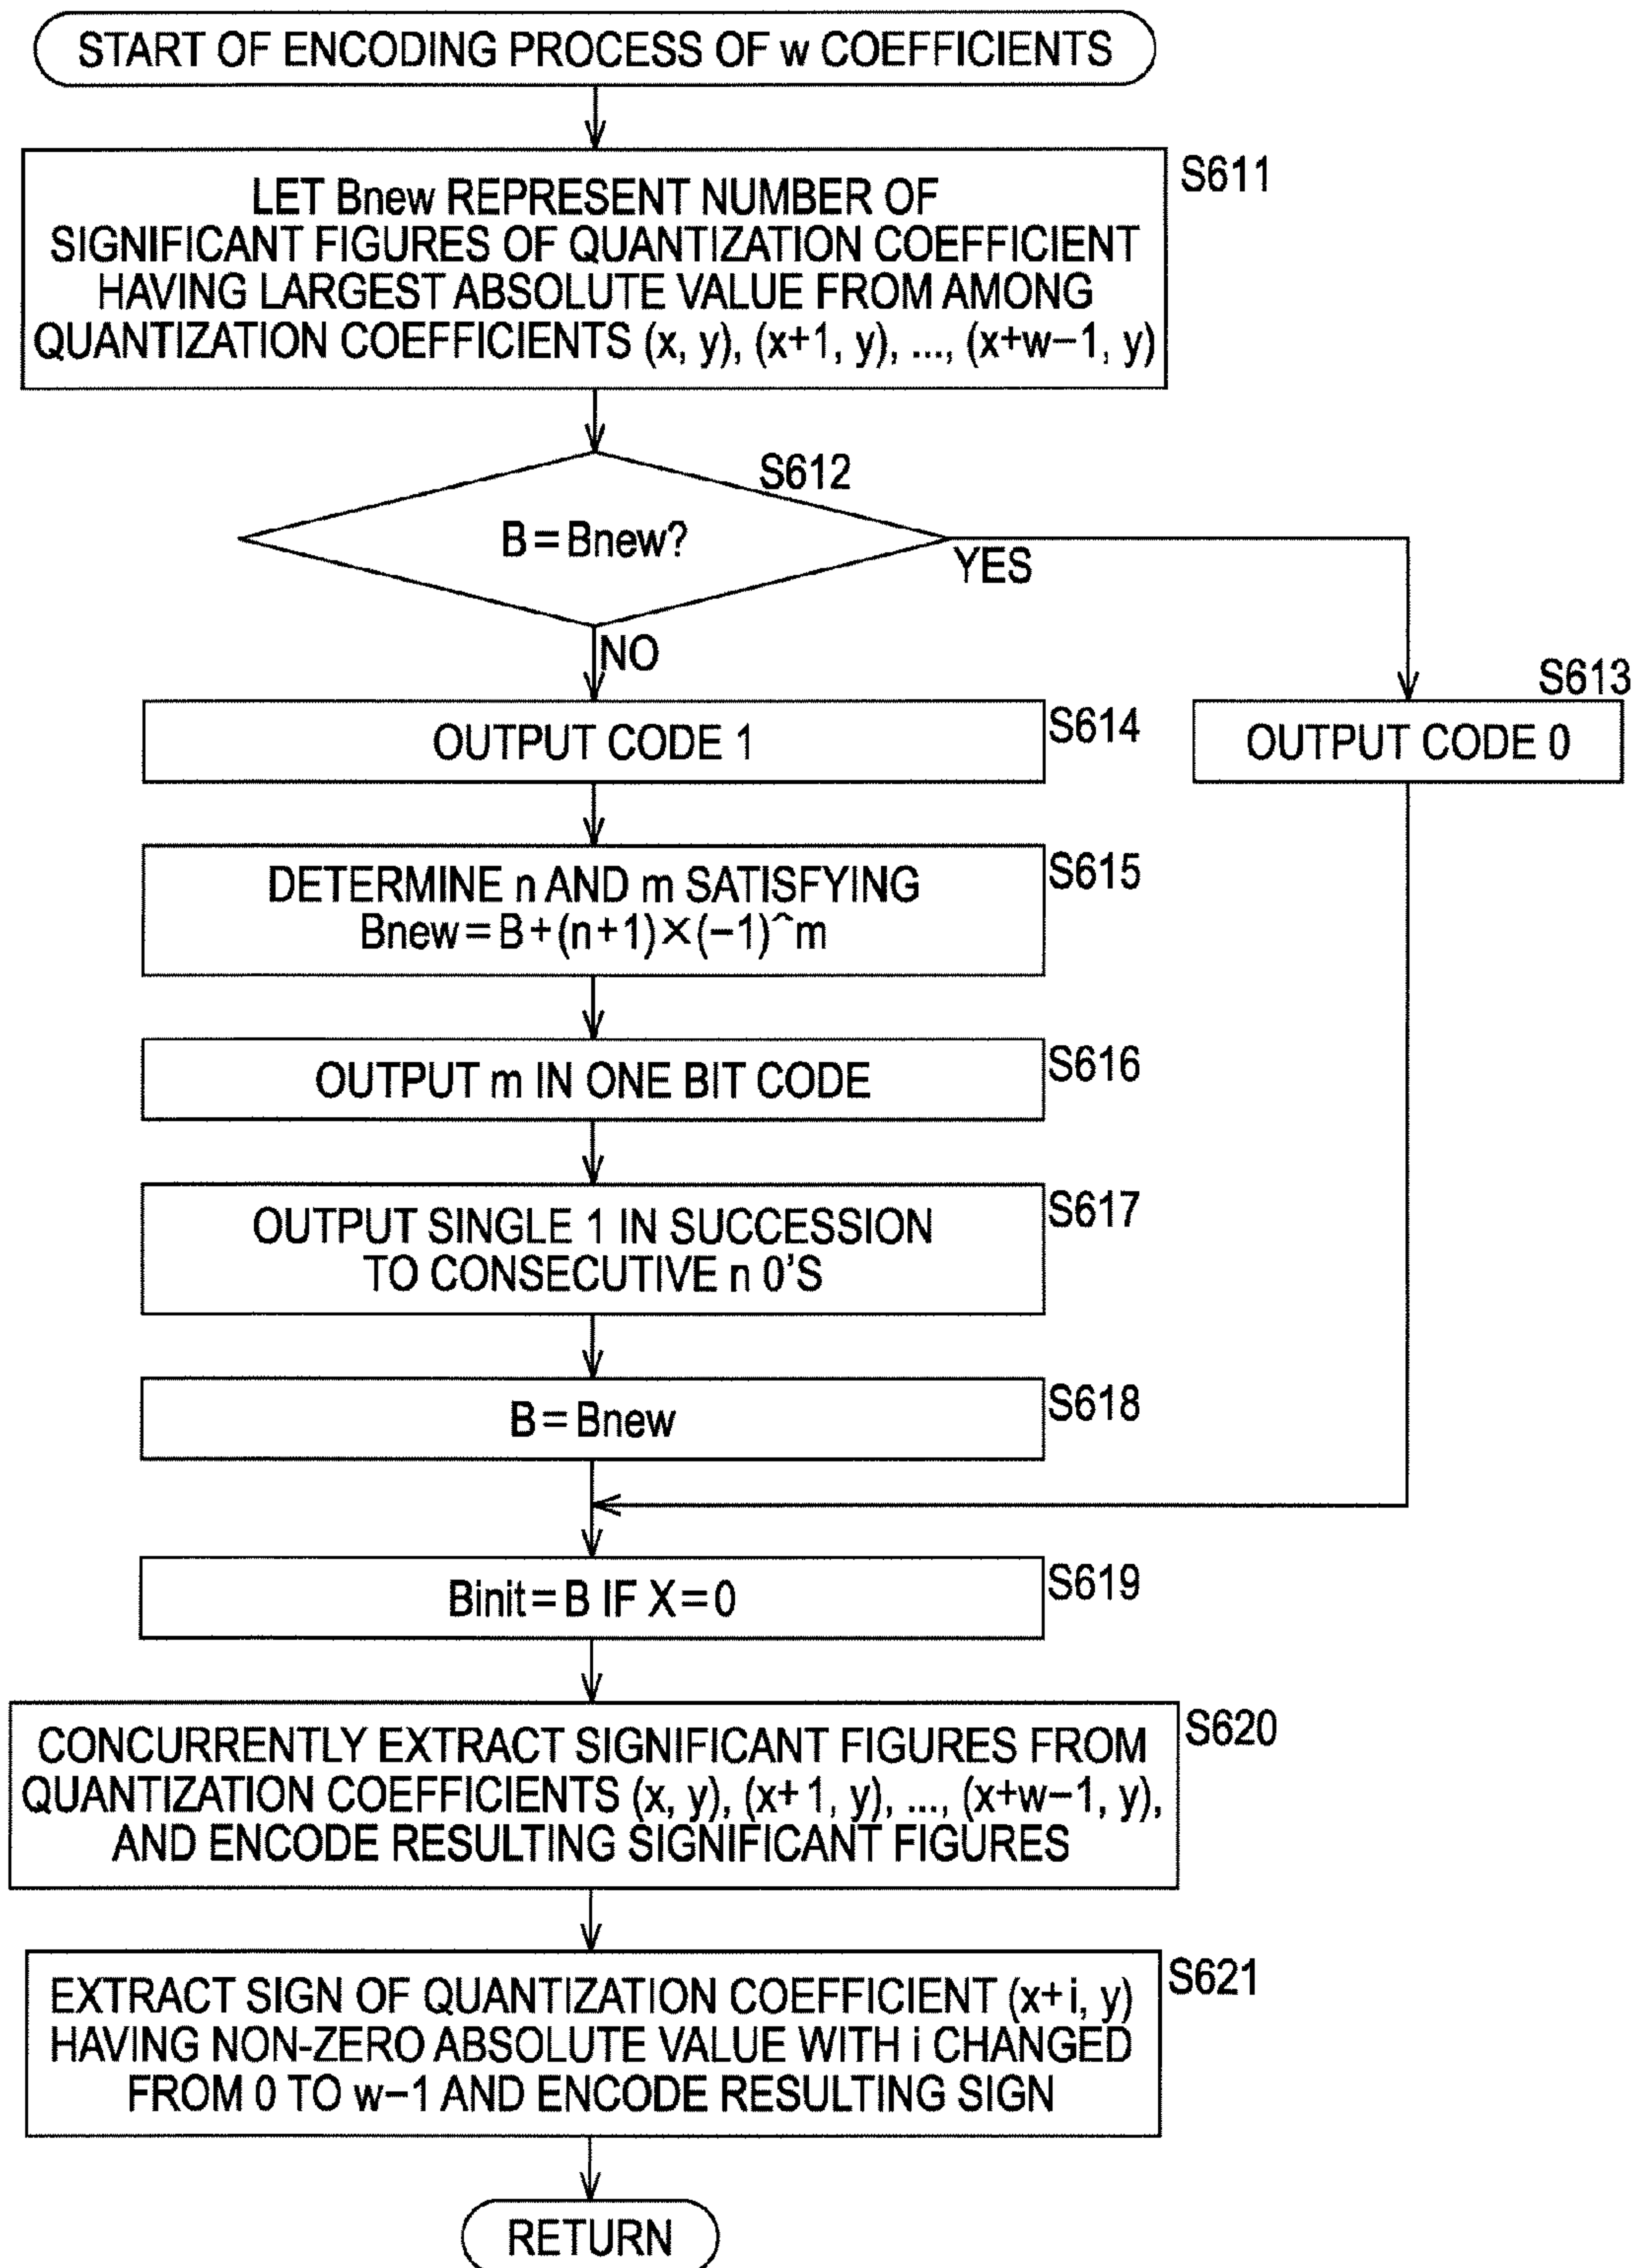 START OF ENCODING PROCESS OF w COEFFICIENTS
S611
LET Bnew REPRESENT NUMBER OF
SIGNIFICANT FIGURES OF QUANTIZATION COEFFICIENT
HAVING LARGEST ABSOLUTE VALUE FROM AMONG
QUANTIZATION COEFFICIENTS (x, y), (x+1, y), ..., (x+w−1, y)
S612
B=Bnew?
YES
NO
S613
OUTPUT CODE 1
S614
OUTPUT CODE 0
DETERMINE n AND m SATISFYING
Bnew=B+(n+1)×(−1)^m
S615
OUTPUT m IN ONE BIT CODE
S616
OUTPUT SINGLE 1 IN SUCCESSION
TO CONSECUTIVE n 0'S
S617
B=Bnew
S618
Binit=B IF X=0
S619
CONCURRENTLY EXTRACT SIGNIFICANT FIGURES FROM
QUANTIZATION COEFFICIENTS (x, y), (x+1, y), ..., (x+w−1, y),
AND ENCODE RESULTING SIGNIFICANT FIGURES
S620
EXTRACT SIGN OF QUANTIZATION COEFFICIENT (x+i, y)
HAVING NON-ZERO ABSOLUTE VALUE WITH i CHANGED
FROM 0 TO w−1 AND ENCODE RESULTING SIGN
S621
RETURN